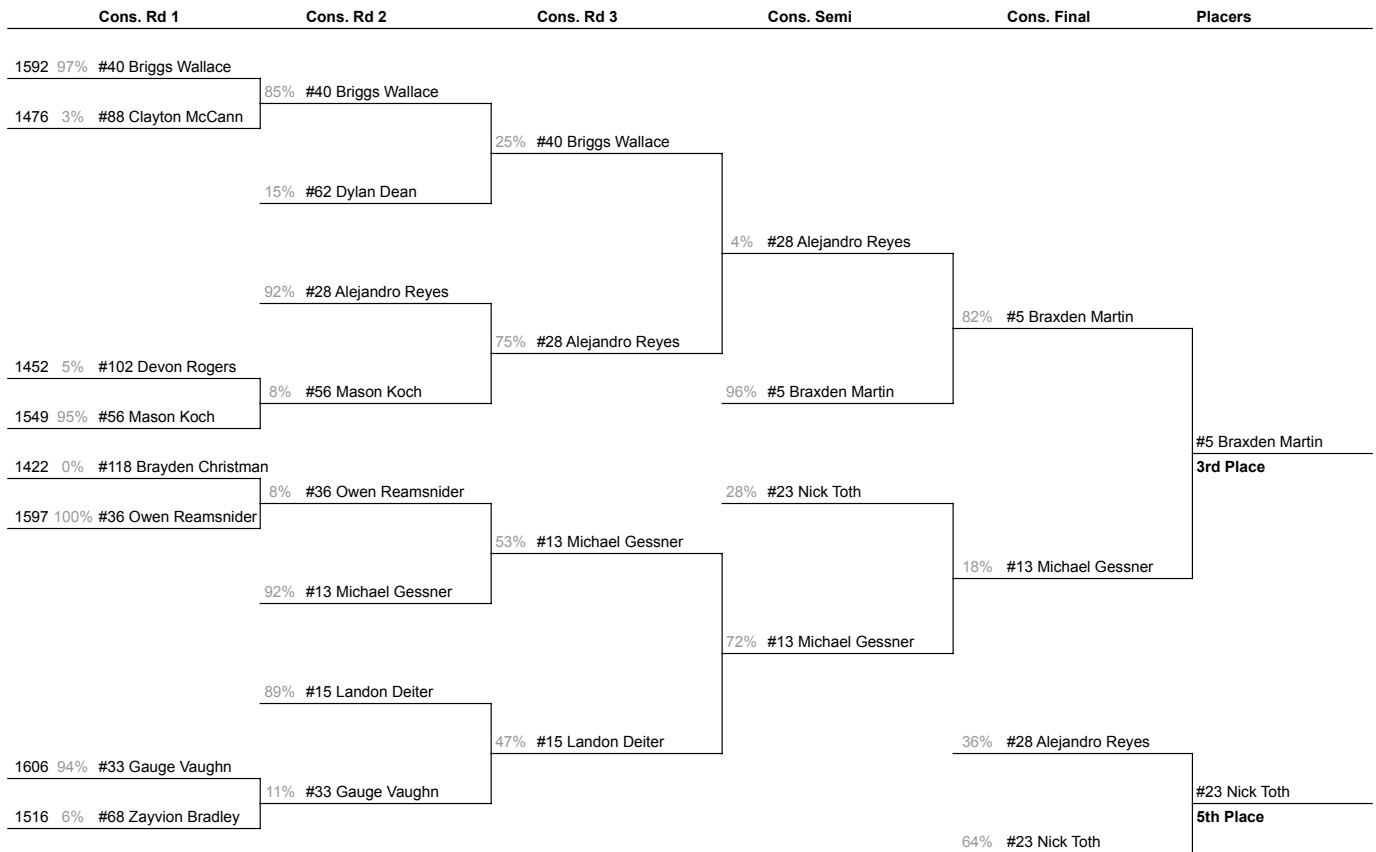 Cons. Rd 1 Cons. Rd 2 Cons. Rd 3 Cons. Semi Cons. Final Placers
1592 97% #40 Briggs Wallace
85% #40 Briggs Wallace
1476 3% #88 Clayton McCann
25% #40 Briggs Wallace
15% #62 Dylan Dean
4% #28 Alejandro Reyes
92% #28 Alejandro Reyes
82% #5 Braxden Martin
75% #28 Alejandro Reyes
1452 5% #102 Devon Rogers
8% #56 Mason Koch
96% #5 Braxden Martin
1549 95% #56 Mason Koch
#5 Braxden Martin
1422 0% #118 Brayden Christman
3rd Place
8% #36 Owen Reamsnider
28% #23 Nick Toth
1597 100% #36 Owen Reamsnider
53% #13 Michael Gessner
18% #13 Michael Gessner
92% #13 Michael Gessner
72% #13 Michael Gessner
89% #15 Landon Deiter
47% #15 Landon Deiter
36% #28 Alejandro Reyes
1606 94% #33 Gauge Vaughn
11% #33 Gauge Vaughn
#23 Nick Toth
1516 6% #68 Zayvion Bradley
5th Place
64% #23 Nick Toth